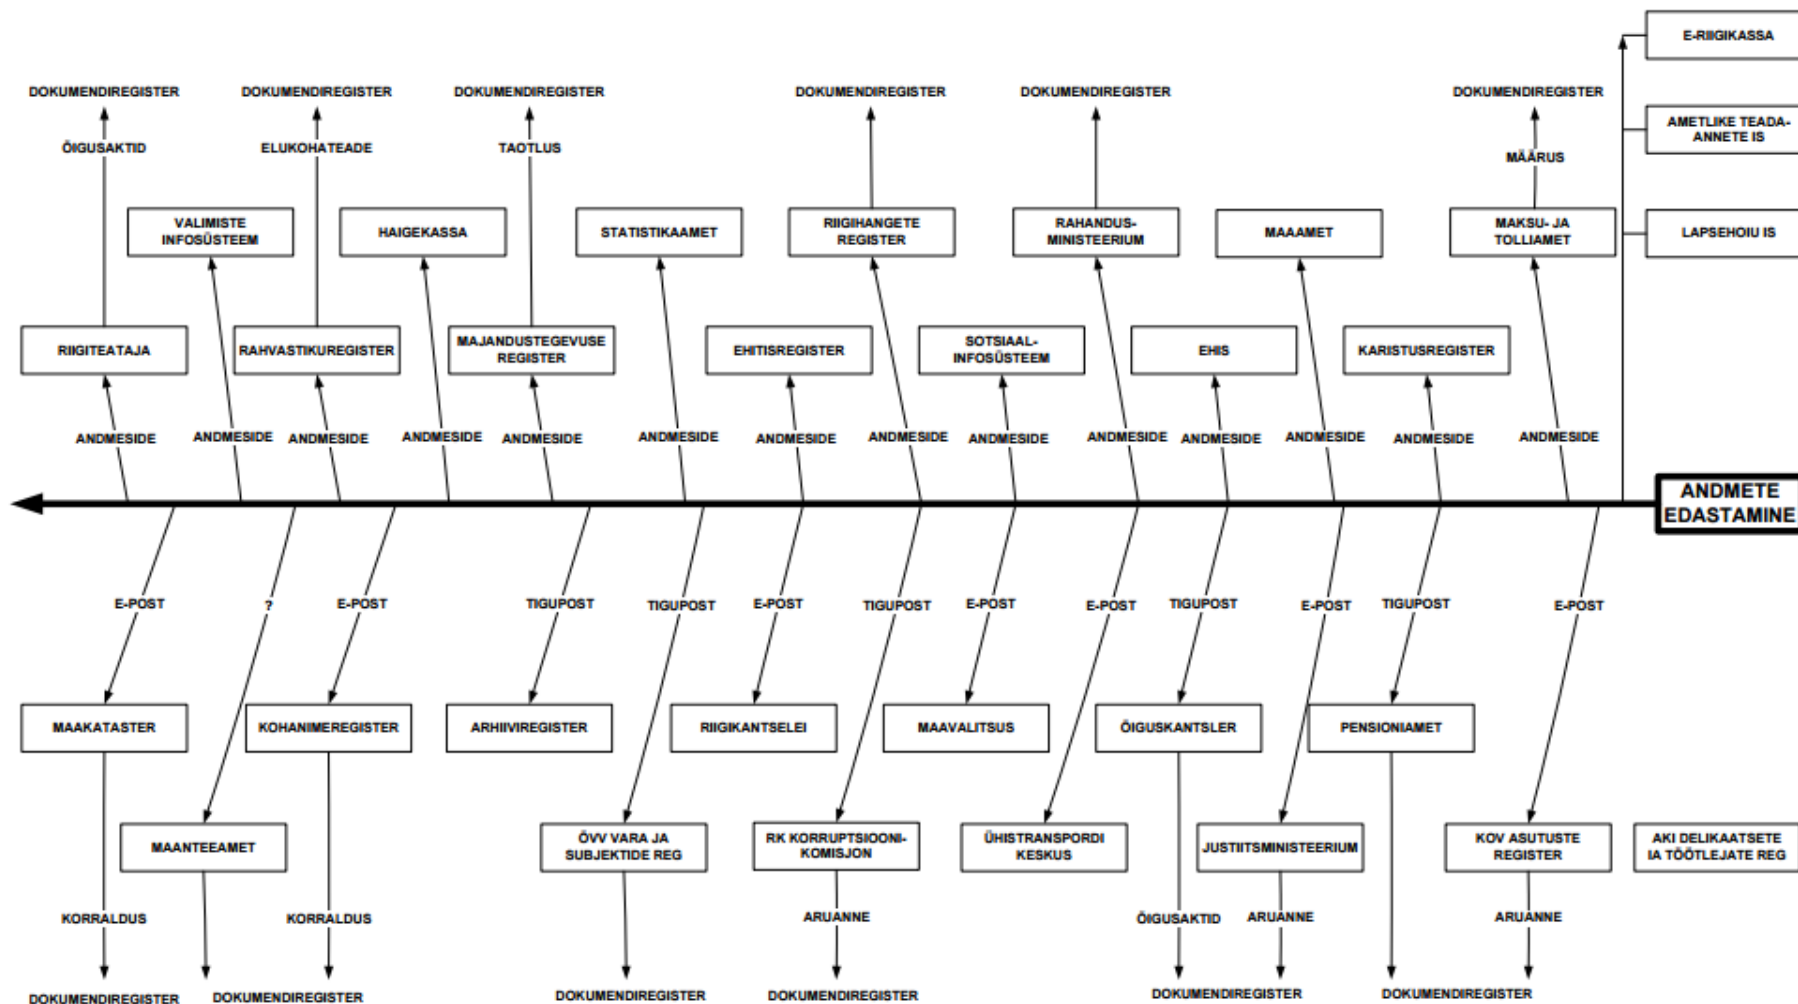 E-RIIGIKASSA
DOKUMENDIREGISTER
DOKUMENDIREGISTER
DOKUMENDIREGISTER
DOKUMENDIREGISTER
DOKUMENDIREGISTER
DOKUMENDIREGISTER
AMETLIKE TEADA-
ANNETE IS
ÕIGUSAKTID
ELUKOHATEADE
TAOTLUS
MÄÄRUS
VALIMISTE
INFOSÜSTEEM
HAIGEKASSA
STATISTIKAAMET
RIIGIHANGETE
REGISTER
RAHANDUS-
MINISTEERIUM
MAAAMET
MAKSU- JA
TOLLIAMET
LAPSEHOIU IS
RIIGITEATAJA
RAHVASTIKUREGISTER
MAJANDUSTEGEVUSE
REGISTER
EHITISREGISTER
SOTSIAAL-
INFOSÜSTEEM
EHIS
KARISTUSREGISTER
ANDMESIDE
ANDMESIDE
ANDMESIDE
ANDMESIDE
ANDMESIDE
ANDMESIDE
ANDMESIDE
ANDMESIDE
ANDMESIDE
ANDMESIDE
ANDMESIDE
ANDMESIDE
ANDMESIDE
ANDMESIDE
ANDMETE
EDASTAMINE
E-POST
?
E-POST
TIGUPOST
TIGUPOST
E-POST
TIGUPOST
E-POST
E-POST
TIGUPOST
E-POST
TIGUPOST
E-POST
MAAKATASTER
KOHANIMEREGISTER
ARHIIVIREGISTER
RIIGIKANTSELEI
MAAVALITSUS
ÕIGUSKANTSLER
PENSIONIAMET
MAANTEEAMET
ÕVV VARA JA
SUBJEKTIDE REG
RK KORRUPTSIOONI-
KOMISJON
ÜHISTRANSPORDI
KESKUS
JUSTIITSMINISTEERIUM
KOV ASUTUSTE
REGISTER
AKI DELIKAATSETE
IA TÖÖTLEJATE REG
KORRALDUS
KORRALDUS
ARUANNE
ÕIGUSAKTID
ARUANNE
ARUANNE
DOKUMENDIREGISTER
DOKUMENDIREGISTER
DOKUMENDIREGISTER
DOKUMENDIREGISTER
DOKUMENDIREGISTER
DOKUMENDIREGISTER